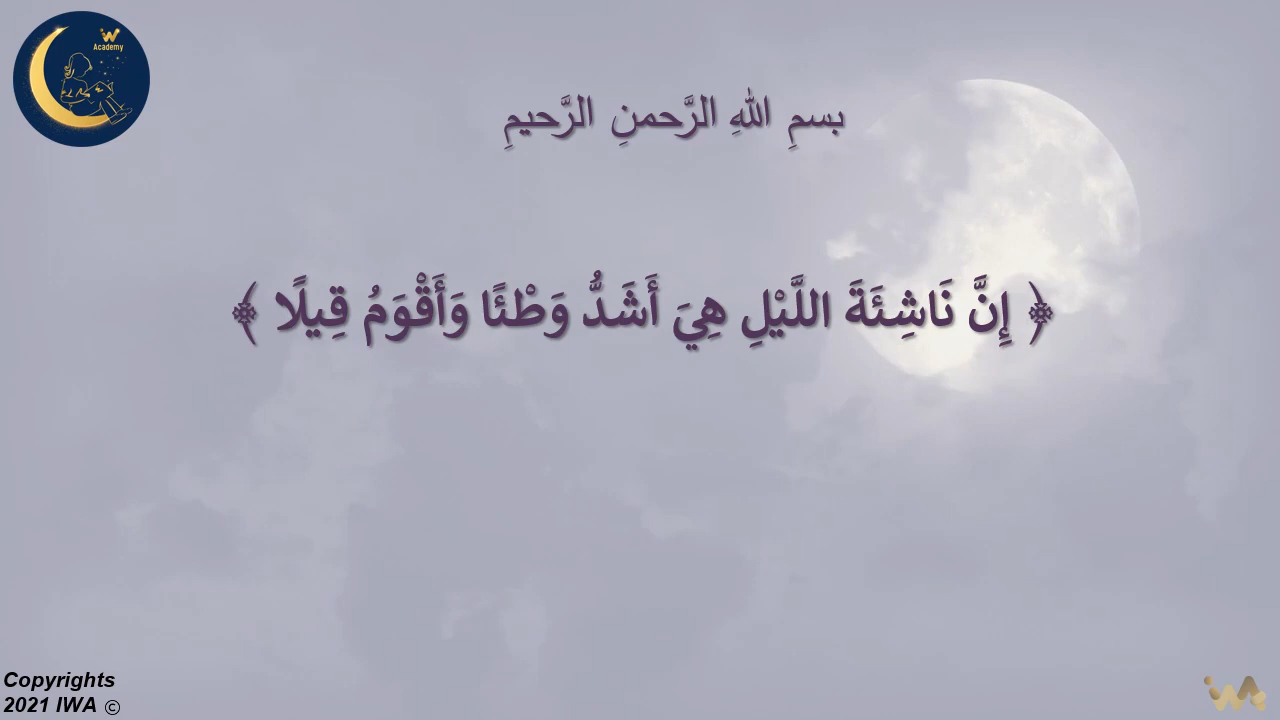 Academy
بسمِ اللهِ الرَّحمنِ الرَّحيمِ
﴿ إِنَّ نَاشِئَةَ اللَّيْلِ هِيَ أَشَدُّ وَطْئًا وَأَقْوَمُ قِيلًا ﴾
Copyrights
2021 IWA ©